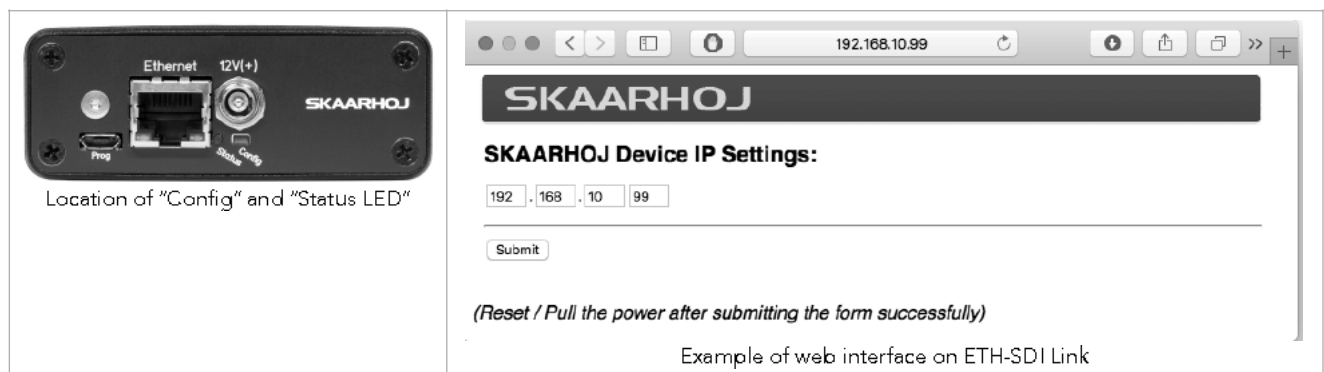 Ethernet 12V(+)
SKAARHOJ
Prog
Status Config
Location of "Config" and "Status LED"
192.168.10.99
SKAARHOJ
SKAARHOJ Device IP Settings:
192 . 168 . 10 99
Submit
(Reset / Pull the power after submitting the form successfully)
Example of web interface on ETH-SDI Link